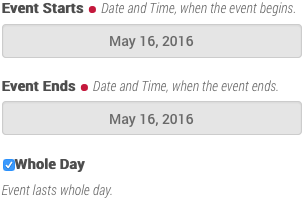 Event Starts ● Date and Time, when the event begins.
May 16, 2016
Event Ends ● Date and Time, when the event ends.
May 16, 2016
Whole Day
Event lasts whole day.